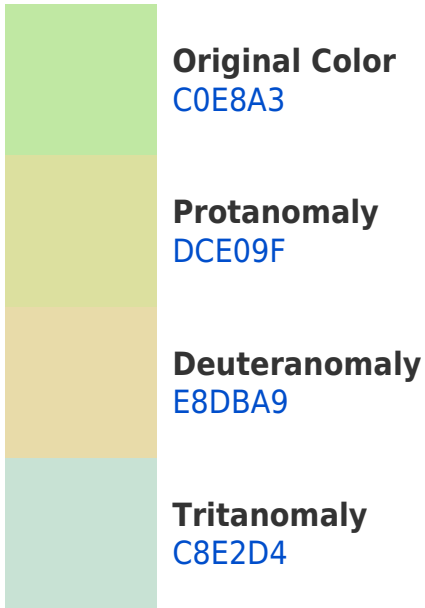 Original Color
C0E8A3
Protanomaly
DCE09F
Deuteranomaly
E8DBA9
Tritanomaly
C8E2D4